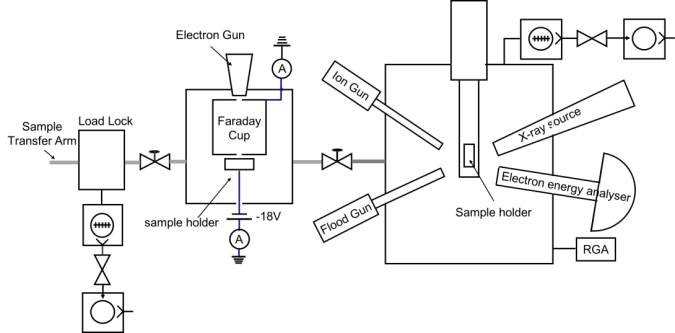 Electron Gun
A
Load Lock
Sample
Transfer Arm
Faraday
Cup
sample holder
-18V
A
Ion Gun
Flood Gun
X-ray source
Electron energy analyser
Sample holder
RGA